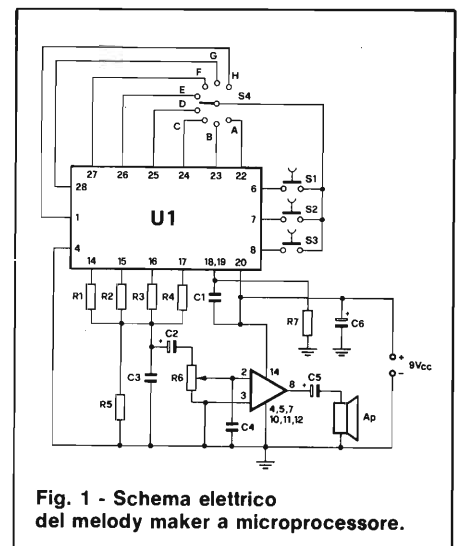 G
F
H
E
S4
D
C
A
B
27
26
25
24
23
22
28
6
S1
U1
1
7
S2
4
8
S3
14
15
16
17
18,19
20
R1
R2
R3
R4
C1
R7
+
C6
+
C2
+
9Vcc
-
C3
R6
2
14
8
+
C5
3
R5
4,5,7
10,11,12
C4
Ap
Fig. 1 - Schema elettrico
del melody maker a microprocessore.